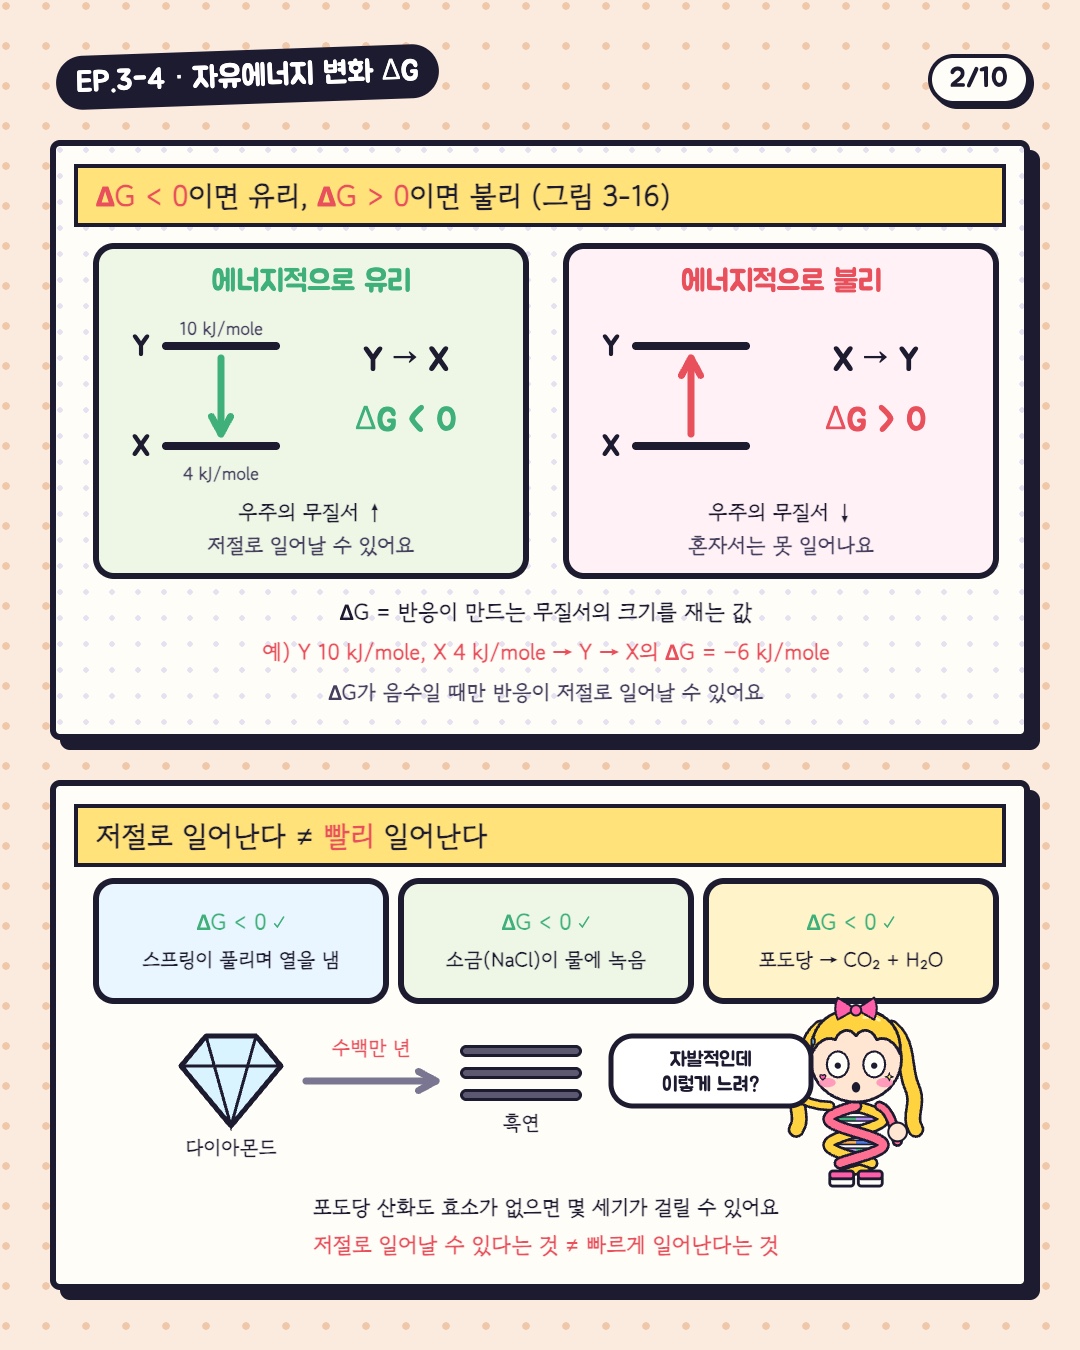 EP.3-4 · 자유에너지 변화 ΔG
2/10
ΔG < 0이면 유리, ΔG > 0이면 불리 (그림 3-16)
에너지적으로 유리
10 kJ/mole
Y
Y → X
ΔG < 0
X
4 kJ/mole
우주의 무질서 ↑
저절로 일어날 수 있어요
에너지적으로 불리
Y
X → Y
ΔG > 0
X
우주의 무질서 ↓
혼자서는 못 일어나요
ΔG = 반응이 만드는 무질서의 크기를 재는 값
예) Y 10 kJ/mole, X 4 kJ/mole → Y → X의 ΔG = −6 kJ/mole
ΔG가 음수일 때만 반응이 저절로 일어날 수 있어요
저절로 일어난다 ≠ 빨리 일어난다
ΔG < 0 ✓
스프링이 풀리며 열을 냄
ΔG < 0 ✓
소금(NaCl)이 물에 녹음
ΔG < 0 ✓
포도당 → CO₂ + H₂O
수백만 년
다이아몬드
흑연
자발적인데
이렇게 느려?
포도당 산화도 효소가 없으면 몇 세기가 걸릴 수 있어요
저절로 일어날 수 있다는 것 ≠ 빠르게 일어난다는 것